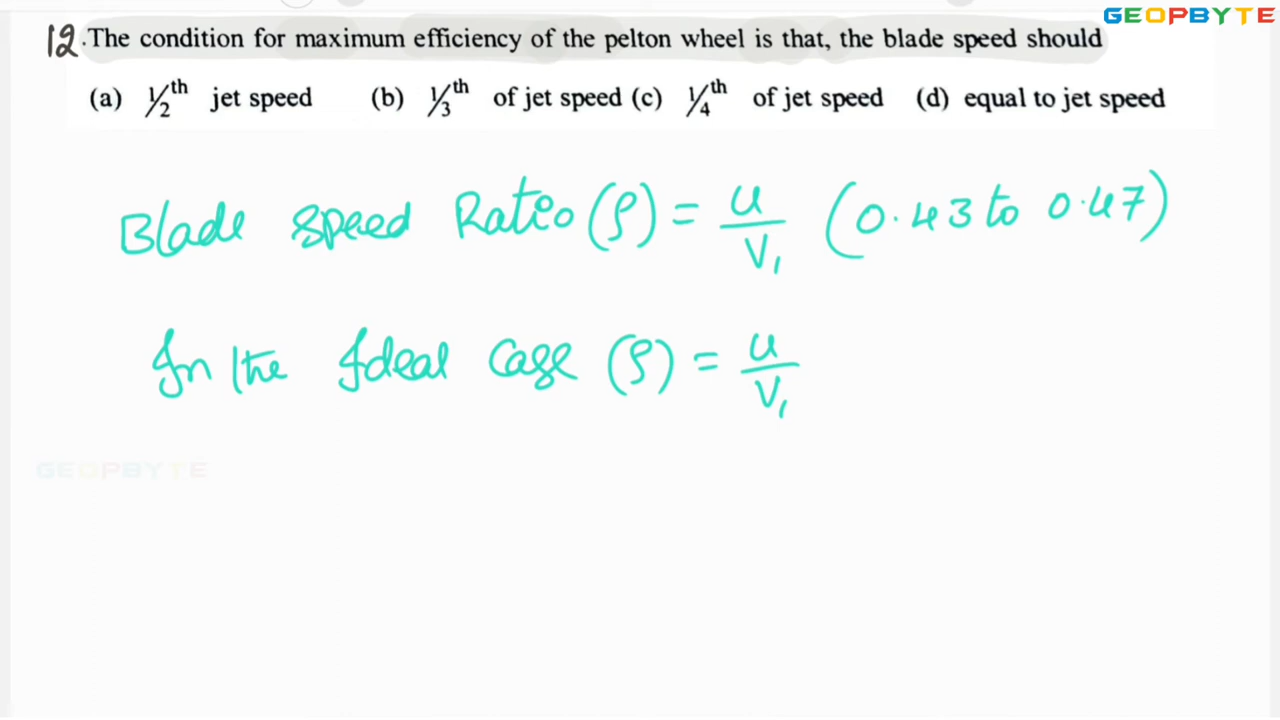 GEOPBYTE
12. The condition for maximum efficiency of the pelton wheel is that, the blade speed should
(a) 1/2th jet speed (b) 1/3th of jet speed (c) 1/4th of jet speed (d) equal to jet speed
Blade Speed Ratio (ρ) = u/V₁ (0.43 to 0.47)
In the Ideal Case (ρ) = u/V₁
GEOPBYTE